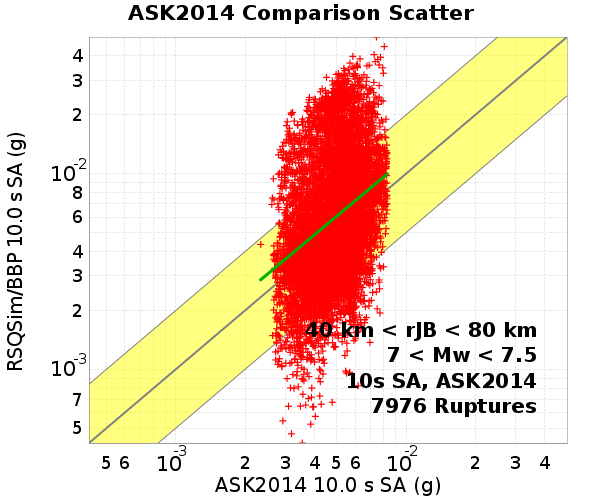 ASK2014 Comparison Scatter
RSQSim/BBP 10.0 s SA (g)
4
3
2
10-2
8
6
4
3
2
10-3
7
5
40 km < rJB < 80 km
7 < Mw < 7.5
10s SA, ASK2014
7976 Ruptures
5 6 10-3 2 3 4 5 6 10-2 2 3 4
ASK2014 10.0 s SA (g)